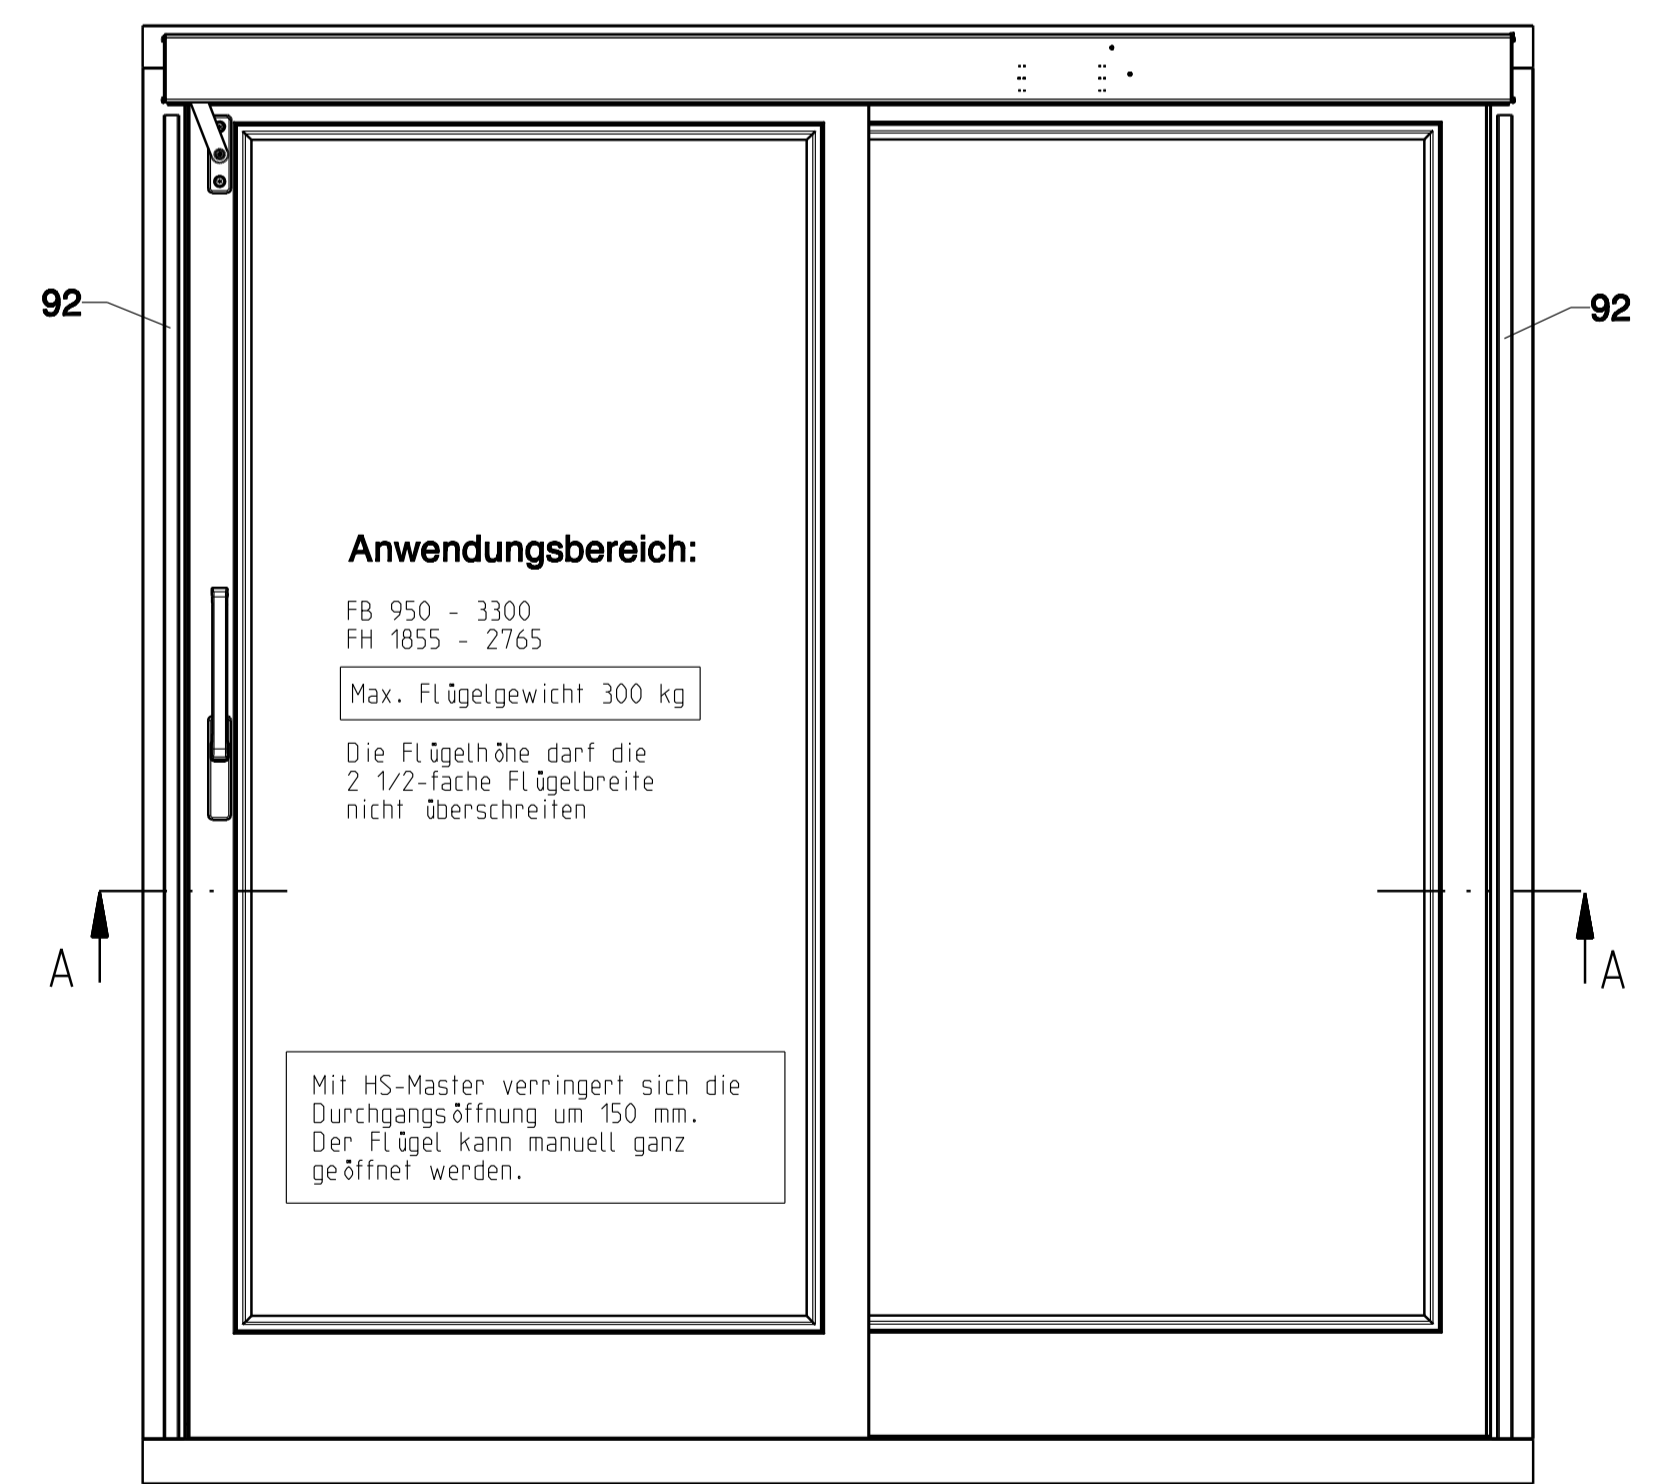 92
92
Anwendungsbereich:
FB 950 - 3300
FH 1855 - 2765
Max. Flügelgewicht 300 kg
Die Flügelhöhe darf die
2 1/2-fache Flügelbreite
nicht überschreiten
A
A
Mit HS-Master verringert sich die
Durchgangsöffnung um 150 mm.
Der Flügel kann manuell ganz
geöffnet werden.